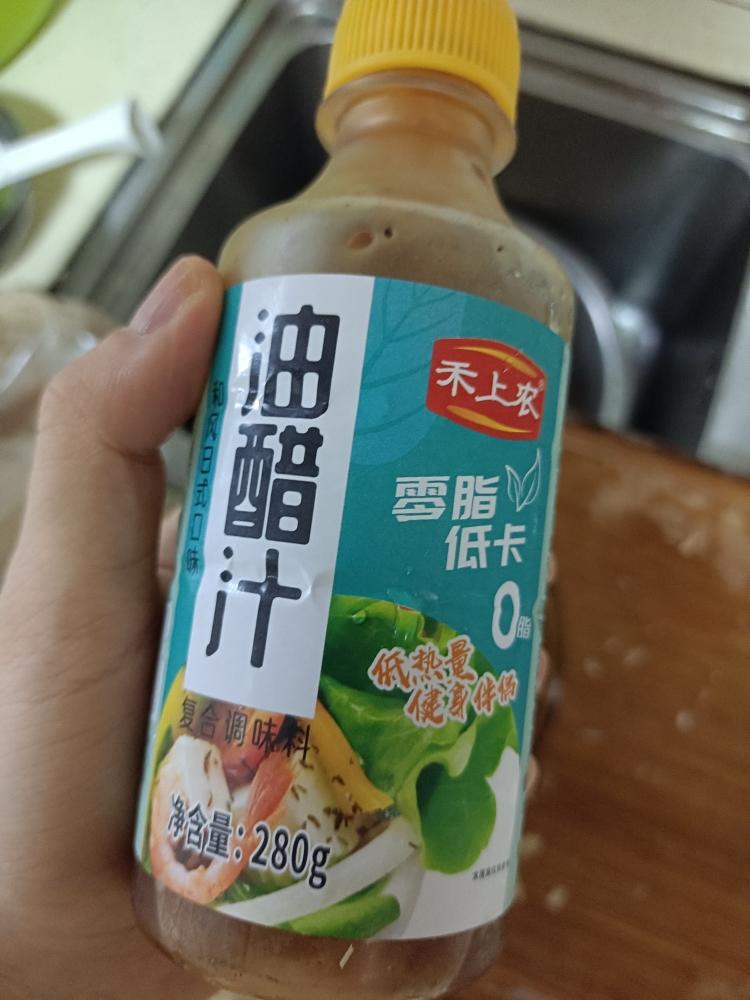 禾上农®
油醋汁
和风日式口味
零脂
低卡
0脂
低热量
健身伴侣
复合调味料
净含量:280g